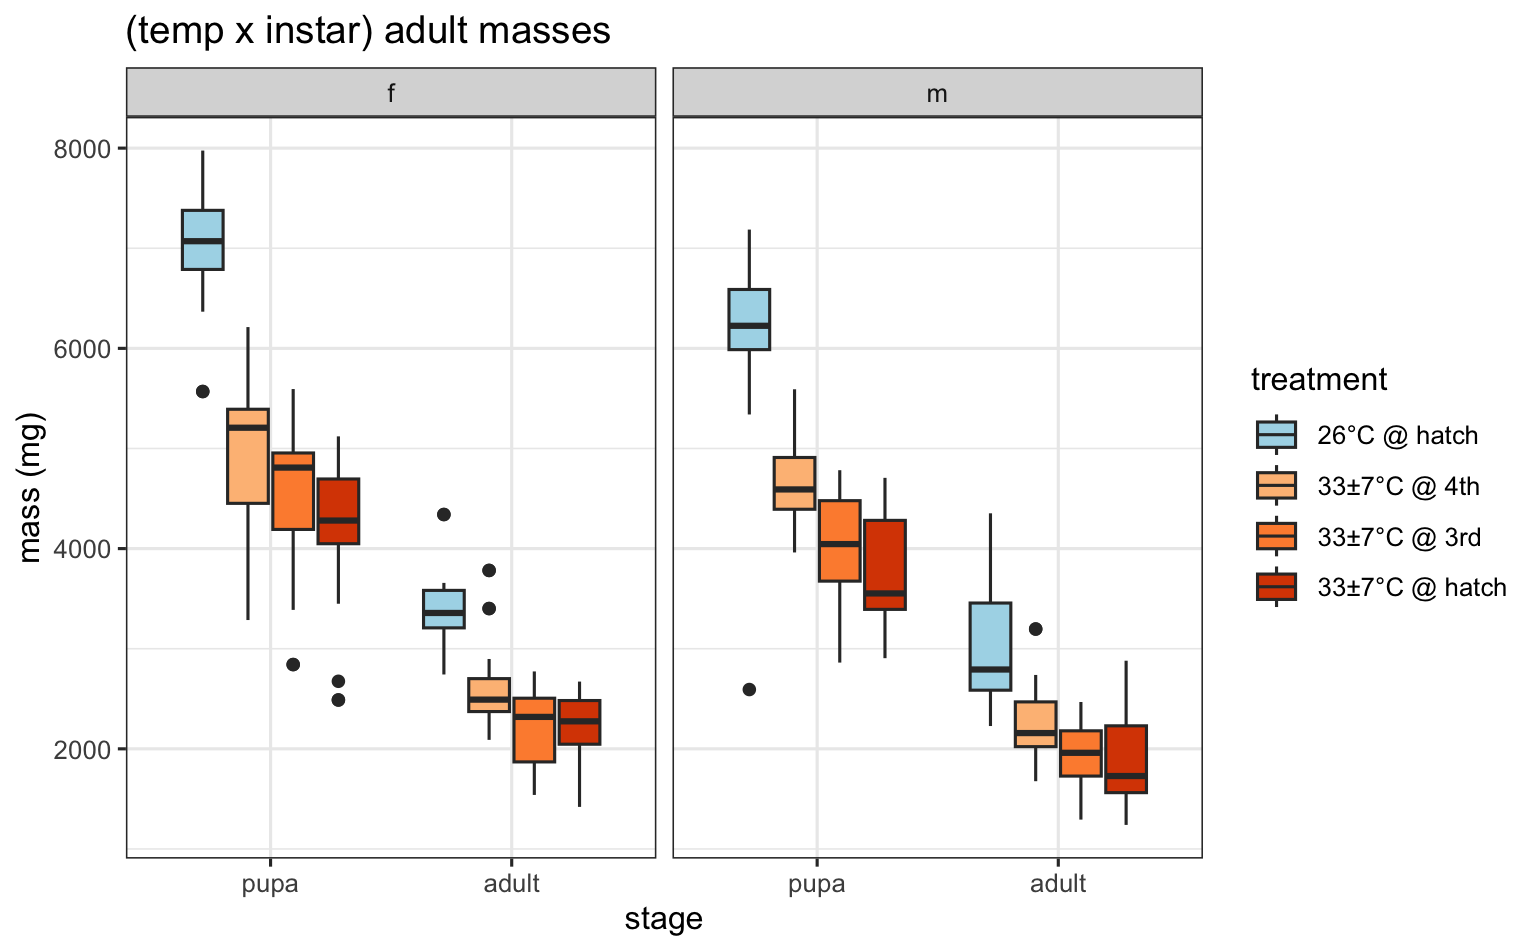 (temp x instar) adult masses
f
m
8000
6000
4000
2000
mass (mg)
pupa
adult
pupa
adult
stage
treatment
26°C @ hatch
33±7°C @ 4th
33±7°C @ 3rd
33±7°C @ hatch